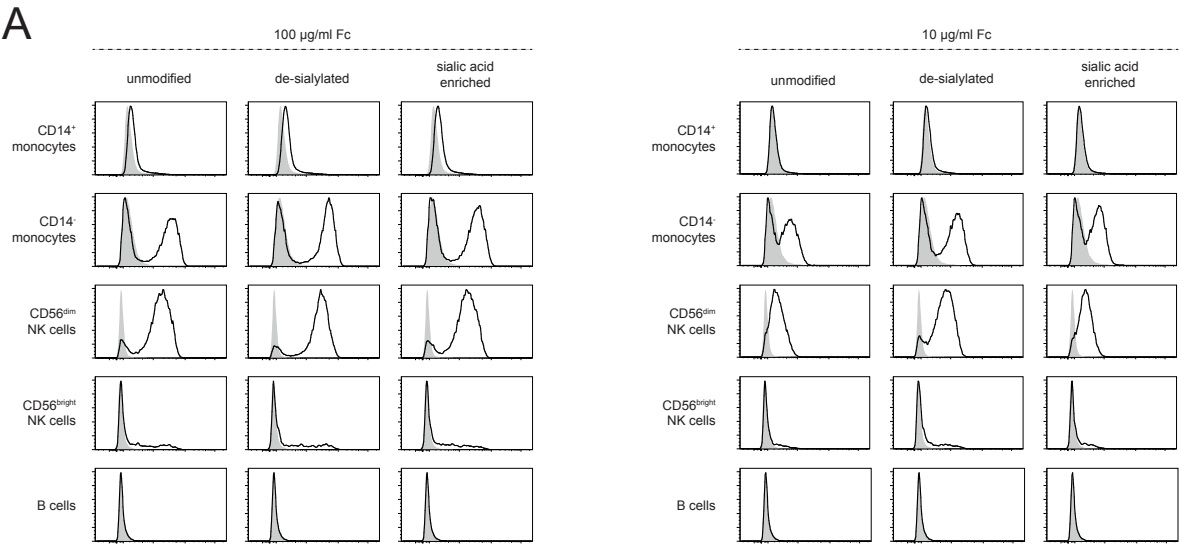 A
100 µg/ml Fc
unmodified
de-sialylated
sialic acid
enriched
CD14⁺
monocytes
CD14⁻
monocytes
CD56ᵈⁱᵐ
NK cells
CD56ᵇʳⁱᵍʰᵗ
NK cells
B cells
10 µg/ml Fc
unmodified
de-sialylated
sialic acid
enriched
CD14⁺
monocytes
CD14⁻
monocytes
CD56ᵈⁱᵐ
NK cells
CD56ᵇʳⁱᵍʰᵗ
NK cells
B cells